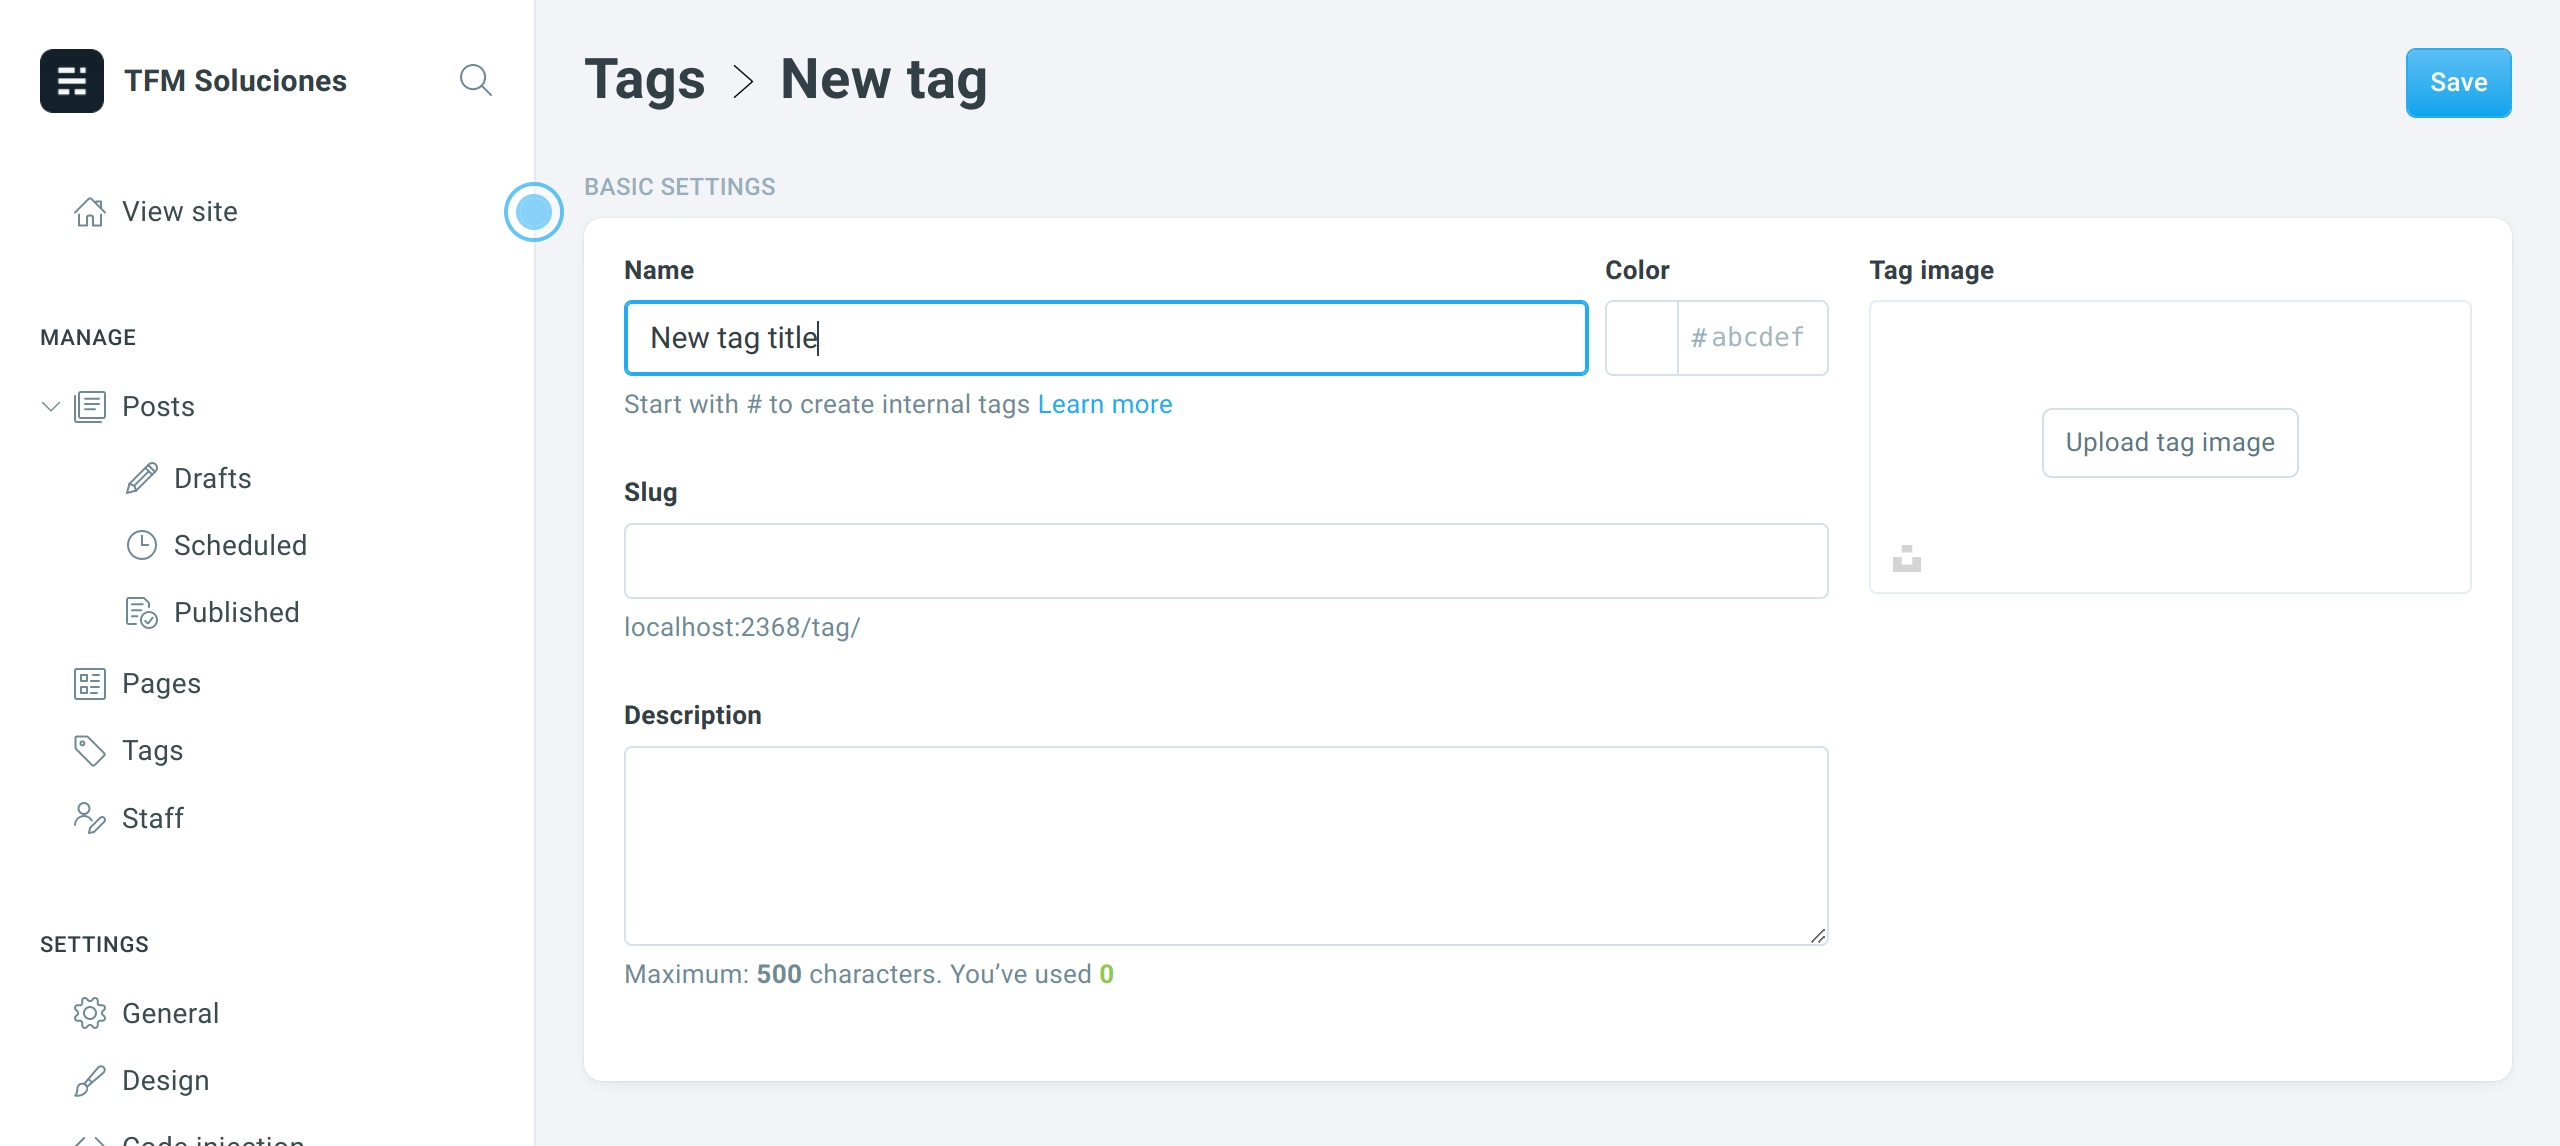 TFM Soluciones
View site
MANAGE
Posts
Drafts
Scheduled
Published
Pages
Tags
Staff
SETTINGS
General
Design
Code injection
Tags > New tag
Save
BASIC SETTINGS
Name
New tag title
Start with # to create internal tags Learn more
Color
#abcdef
Slug
localhost:2368/tag/
Description
Maximum: 500 characters. You’ve used 0
Tag image
Upload tag image